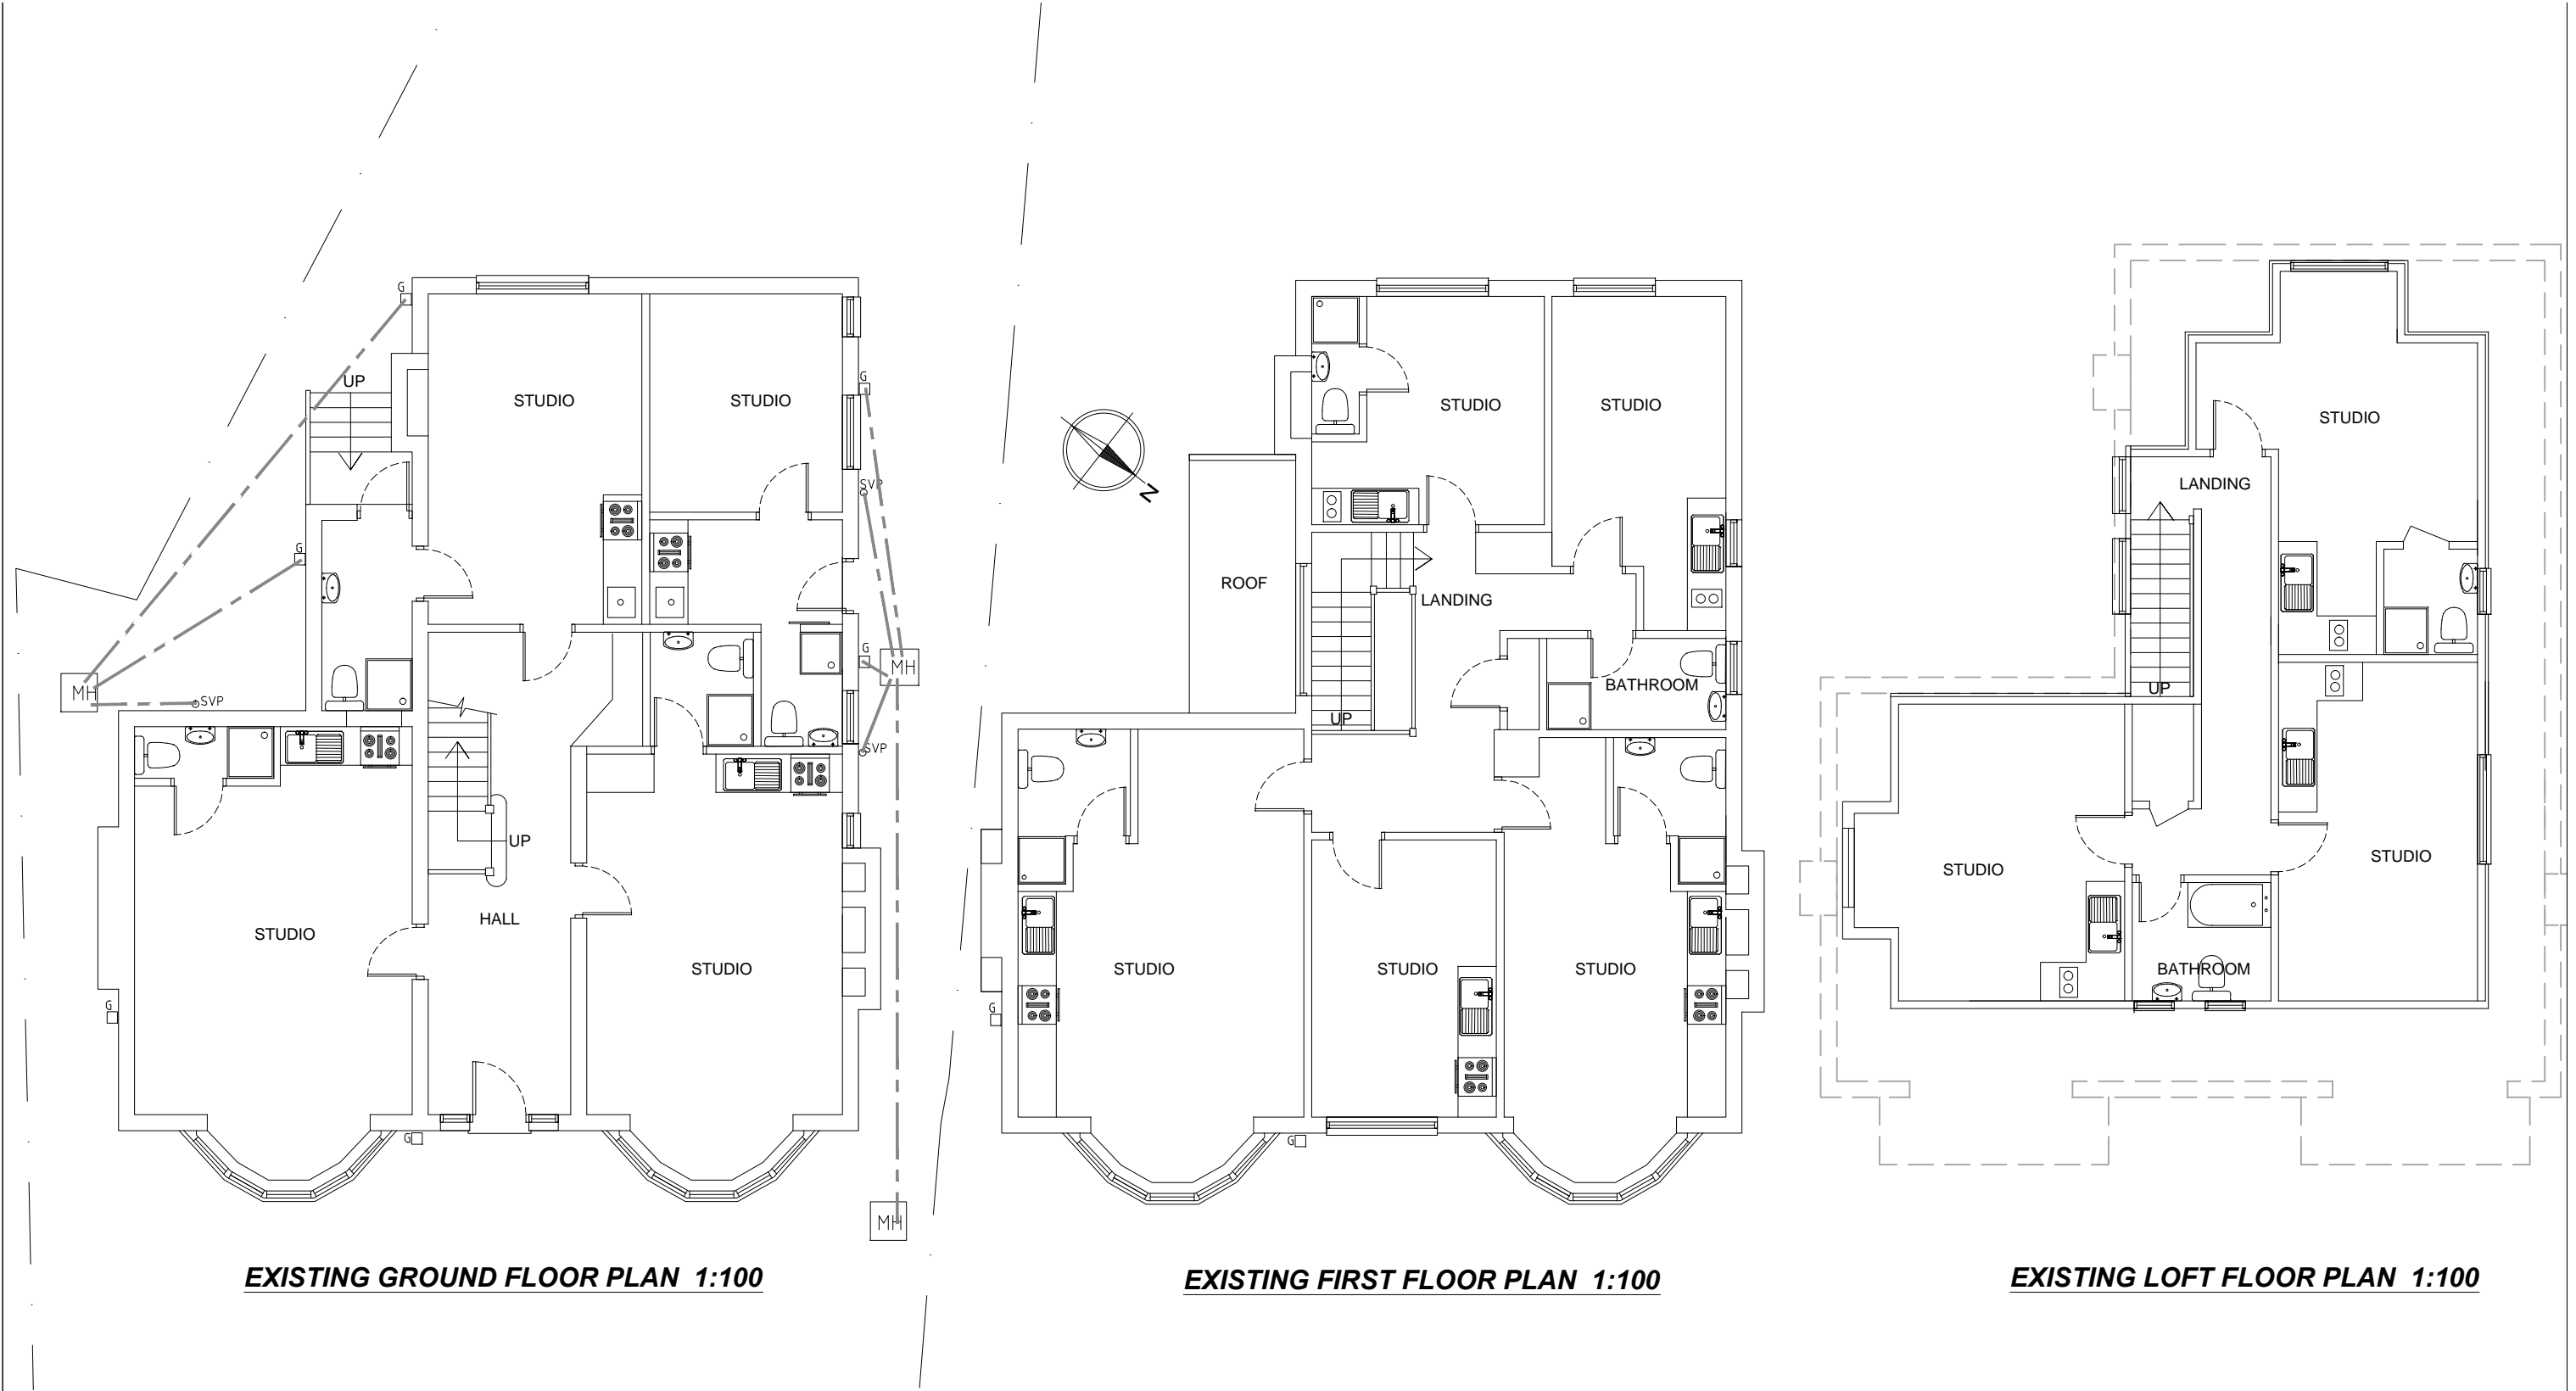 G
UP
STUDIO
STUDIO
G
SVP
G
G
MH
MH
SVP
SVP
UP
HALL
STUDIO
STUDIO
G
G
MH
EXISTING GROUND FLOOR PLAN 1:100
N
STUDIO
STUDIO
ROOF
LANDING
BATHROOM
UP
STUDIO
STUDIO
STUDIO
G
G
EXISTING FIRST FLOOR PLAN 1:100
STUDIO
LANDING
UP
STUDIO
STUDIO
BATHROOM
EXISTING LOFT FLOOR PLAN 1:100